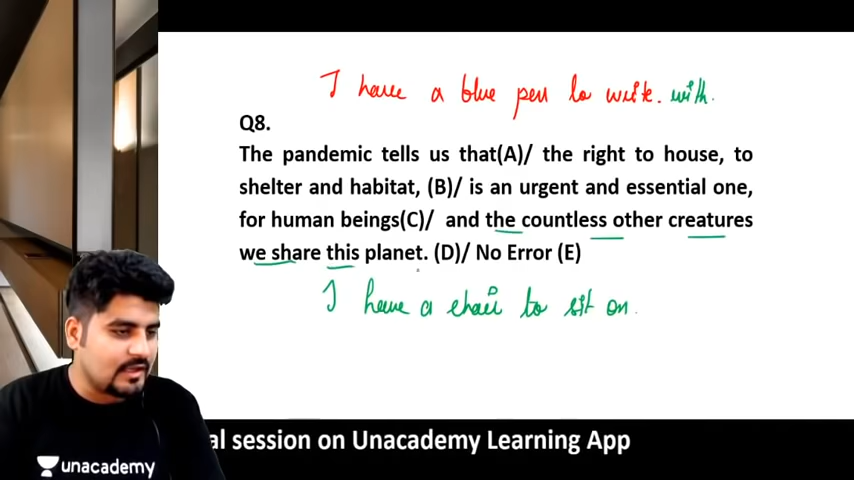 I have a blue pen to write. with.
Q8.
The pandemic tells us that(A)/ the right to house, to
shelter and habitat, (B)/ is an urgent and essential one,
for human beings(C)/ and the countless other creatures
we share this planet. (D)/ No Error (E)
I have a chair to sit on.
al session on Unacademy Learning App
unacademy